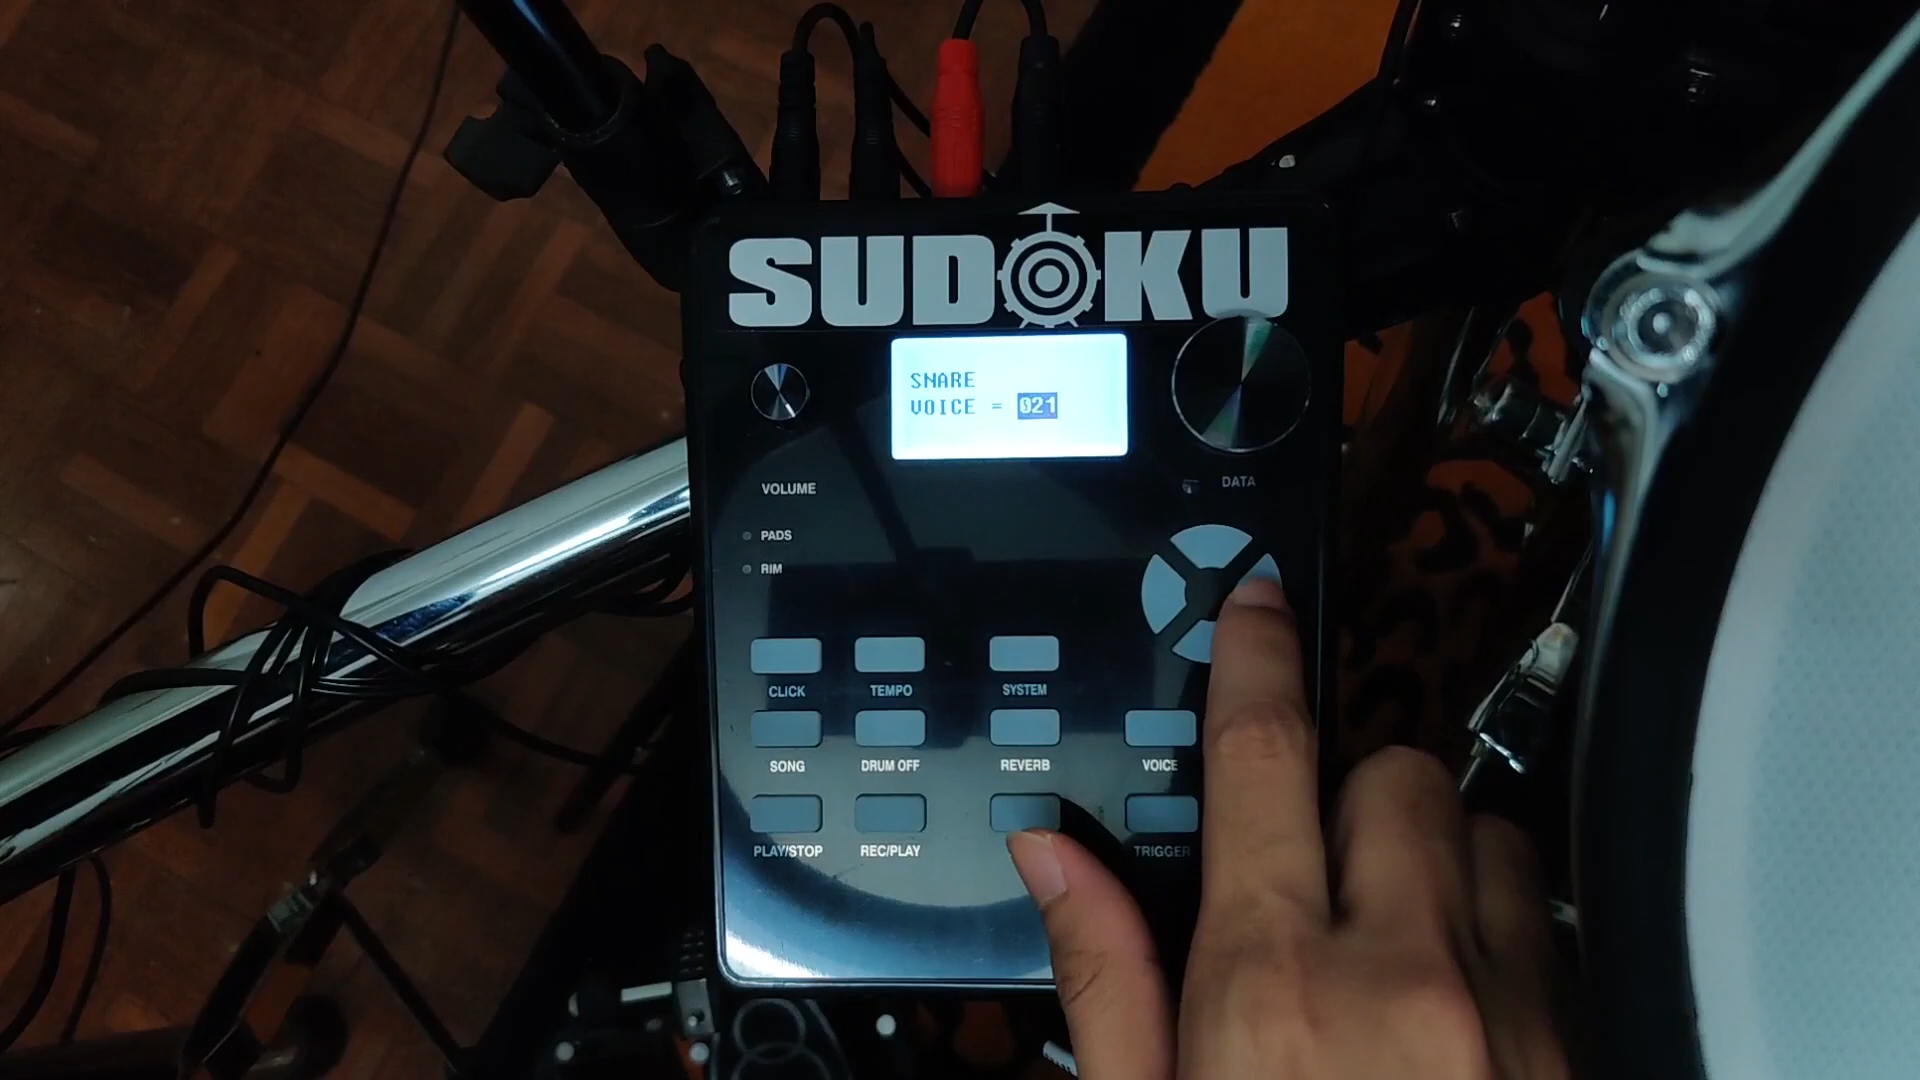 SUDOKU
SNARE
VOICE = 021
VOLUME
DATA
PADS
RIM
CLICK
TEMPO
SYSTEM
SONG
DRUM OFF
REVERB
VOICE
PLAY/STOP
REC/PLAY
TRIGGER